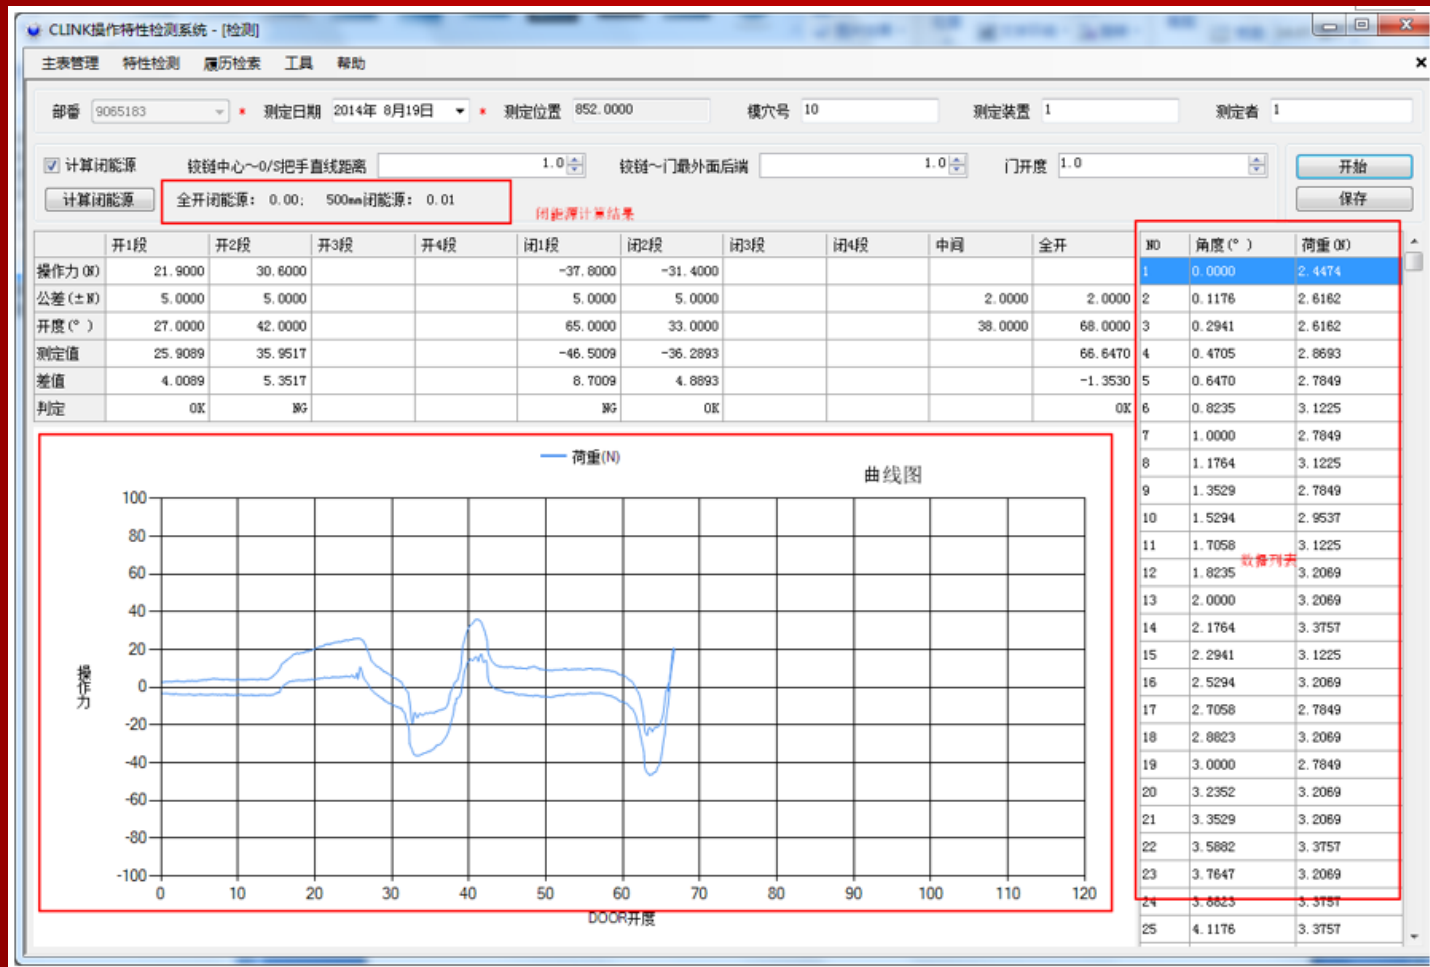 CLINK操作特性检测系统 - [检测]
主表管理 特性检测 履历检索 工具 帮助
部番 9065183 * 测定日期 2014年 8月19日 * 测定位置 852.0000 模穴号 10 测定装置 1 测定者 1
计算闭能源 铰链中心～O/S把手直线距离 1.0 铰链～门最外面后端 1.0 门开度 1.0 开始
计算闭能源 全开闭能源: 0.00; 500mm闭能源: 0.01 保存
闭能源计算结果
开1段 开2段 开3段 开4段 闭1段 闭2段 闭3段 闭4段 中间 全开
操作力(N) 21.9000 30.6000 -37.8000 -31.4000
公差(±N) 5.0000 5.0000 5.0000 5.0000 2.0000 2.0000
开度(° ) 27.0000 42.0000 65.0000 33.0000 38.0000 68.0000
测定值 25.9089 35.9517 -46.5009 -36.2893 66.6470
差值 4.0089 5.3517 8.7009 4.8893 -1.3530
判定 OK NG NG OK OK
荷重(N)
曲线图
100
80
60
40
20
0
-20
-40
-60
-80
-100
操作力
0 10 20 30 40 50 60 70 80 90 100 110 120
DOOR开度
NO 角度(° ) 荷重(N)
1 0.0000 2.4474
2 0.1176 2.6162
3 0.2941 2.6162
4 0.4705 2.8693
5 0.6470 2.7849
6 0.8235 3.1225
7 1.0000 2.7849
8 1.1764 3.1225
9 1.3529 2.7849
10 1.5294 2.9537
11 1.7058 3.1225
数据列表
12 1.8235 3.2069
13 2.0000 3.2069
14 2.1764 3.3757
15 2.2941 3.1225
16 2.5294 3.2069
17 2.7058 2.7849
18 2.8823 3.2069
19 3.0000 2.7849
20 3.2352 3.2069
21 3.3529 3.2069
22 3.5882 3.3757
23 3.7647 3.2069
24 3.8823 3.3757
25 4.1176 3.3757